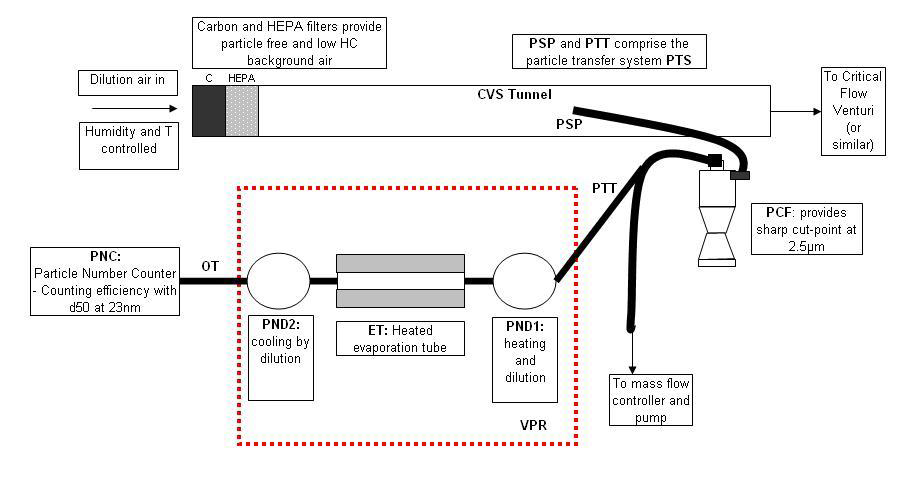 Carbon and HEPA filters provide
particle free and low HC
background air
PSP and PTT comprise the
particle transfer system PTS
Dilution air in
C
HEPA
CVS Tunnel
To Critical
Flow
Venturi
(or
similar)
PSP
Humidity and T
controlled
PTT
PCF: provides
sharp cut-point at
2.5µm
PNC:
Particle Number Counter
- Counting efficiency with
d50 at 23nm
OT
PND2:
cooling by
dilution
ET: Heated
evaporation tube
PND1:
heating
and
dilution
To mass flow
controller and
pump
VPR